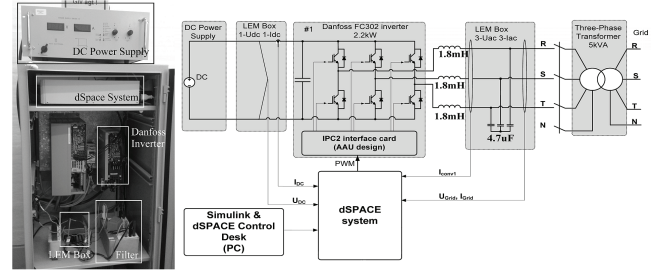 DC Power Supply
dSpace System
Danfoss
Inverter
LEM Box
Filter
DC Power
Supply
DC
LEM Box
1-Udc 1-Idc
#1
Danfoss FC302 inverter
2.2kW
IPC2 interface card
(AAU design)
PWM
1.8mH
1.8mH
1.8mH
LEM Box
3-Uac 3-Iac
4.7uF
R
S
T
N
Three-Phase
Transformer
5kVA
Grid
R
S
T
N
IDC
UDC
Iconv1
UGrid, IGrid
dSPACE
system
Simulink &
dSPACE Control
Desk
(PC)